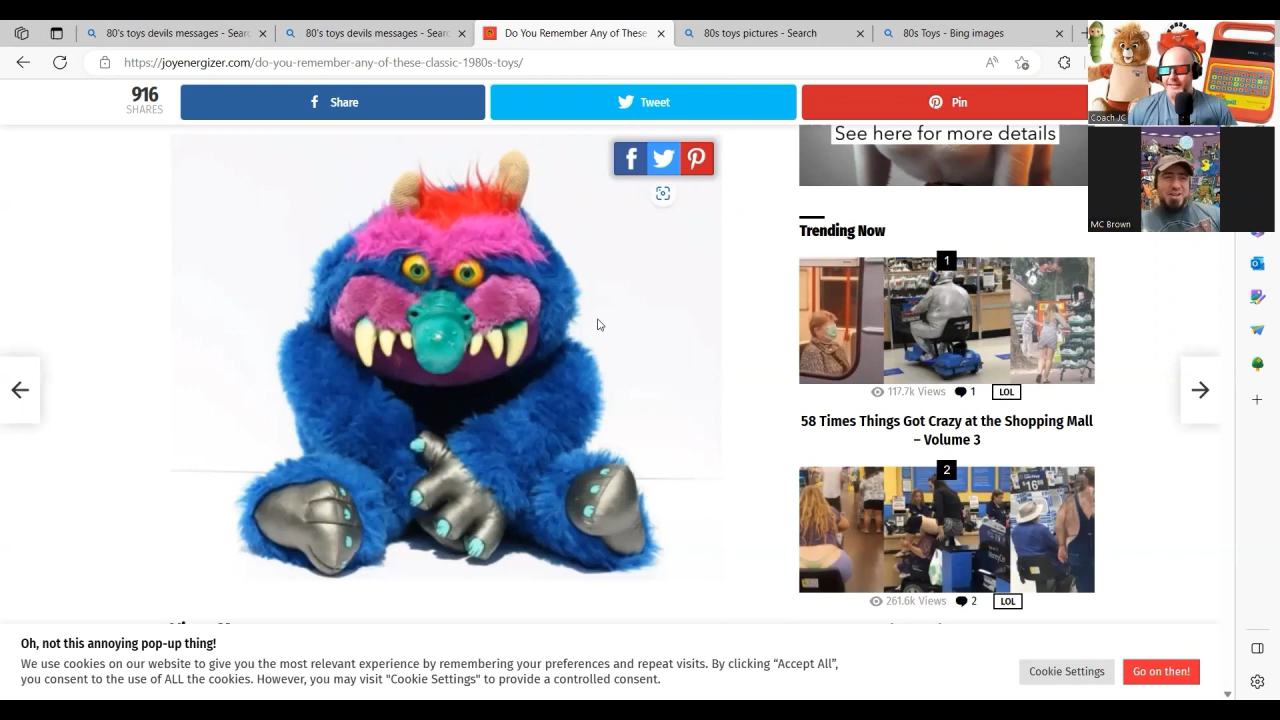 80's toys devils messages - Searc
80's toys devils messages - Searc
Do You Remember Any of These
80s toys pictures - Search
80s Toys - Bing images
https://joyenergizer.com/do-you-remember-any-of-these-classic-1980s-toys/
916
SHARES
Share
Tweet
Pin
See here for more details
Coach JC
MC Brown
Trending Now
1
117.7k Views
1
LOL
58 Times Things Got Crazy at the Shopping Mall
– Volume 3
2
$16
261.6k Views
2
LOL
Oh, not this annoying pop-up thing!
We use cookies on our website to give you the most relevant experience by remembering your preferences and repeat visits. By clicking “Accept All”,
you consent to the use of ALL the cookies. However, you may visit "Cookie Settings" to provide a controlled consent.
Cookie Settings
Go on then!